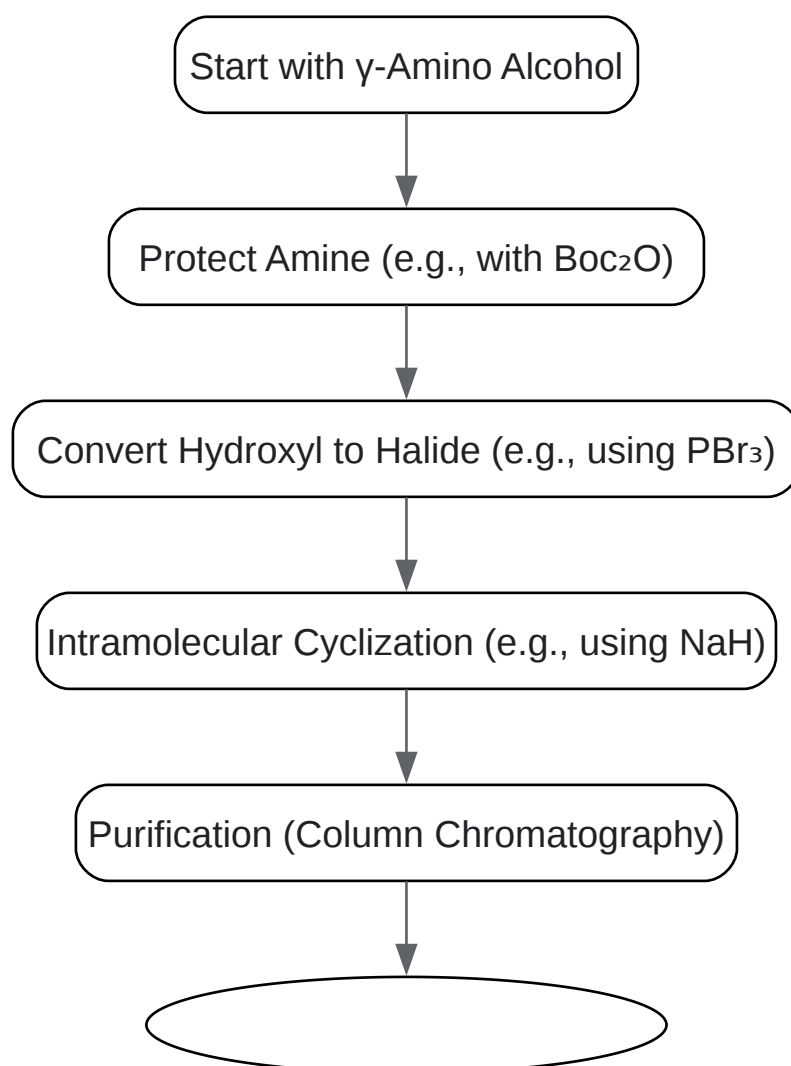 Start with γ-Amino Alcohol
Protect Amine (e.g., with Boc₂O)
Convert Hydroxyl to Halide (e.g., using PBr₃)
Intramolecular Cyclization (e.g., using NaH)
Purification (Column Chromatography)